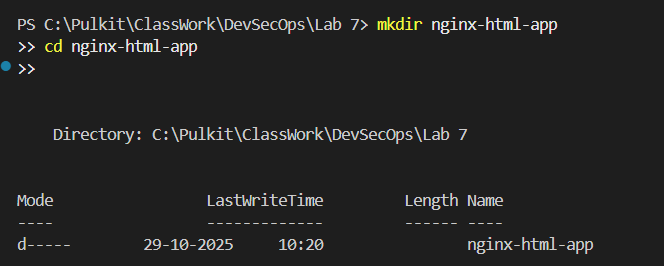 PS C:\Pulkit\ClassWork\DevSecOps\Lab 7> mkdir nginx-html-app
>> cd nginx-html-app
>>
Directory: C:\Pulkit\ClassWork\DevSecOps\Lab 7
Mode LastWriteTime Length Name
---- ------------- ------ ----
d----- 29-10-2025 10:20 nginx-html-app